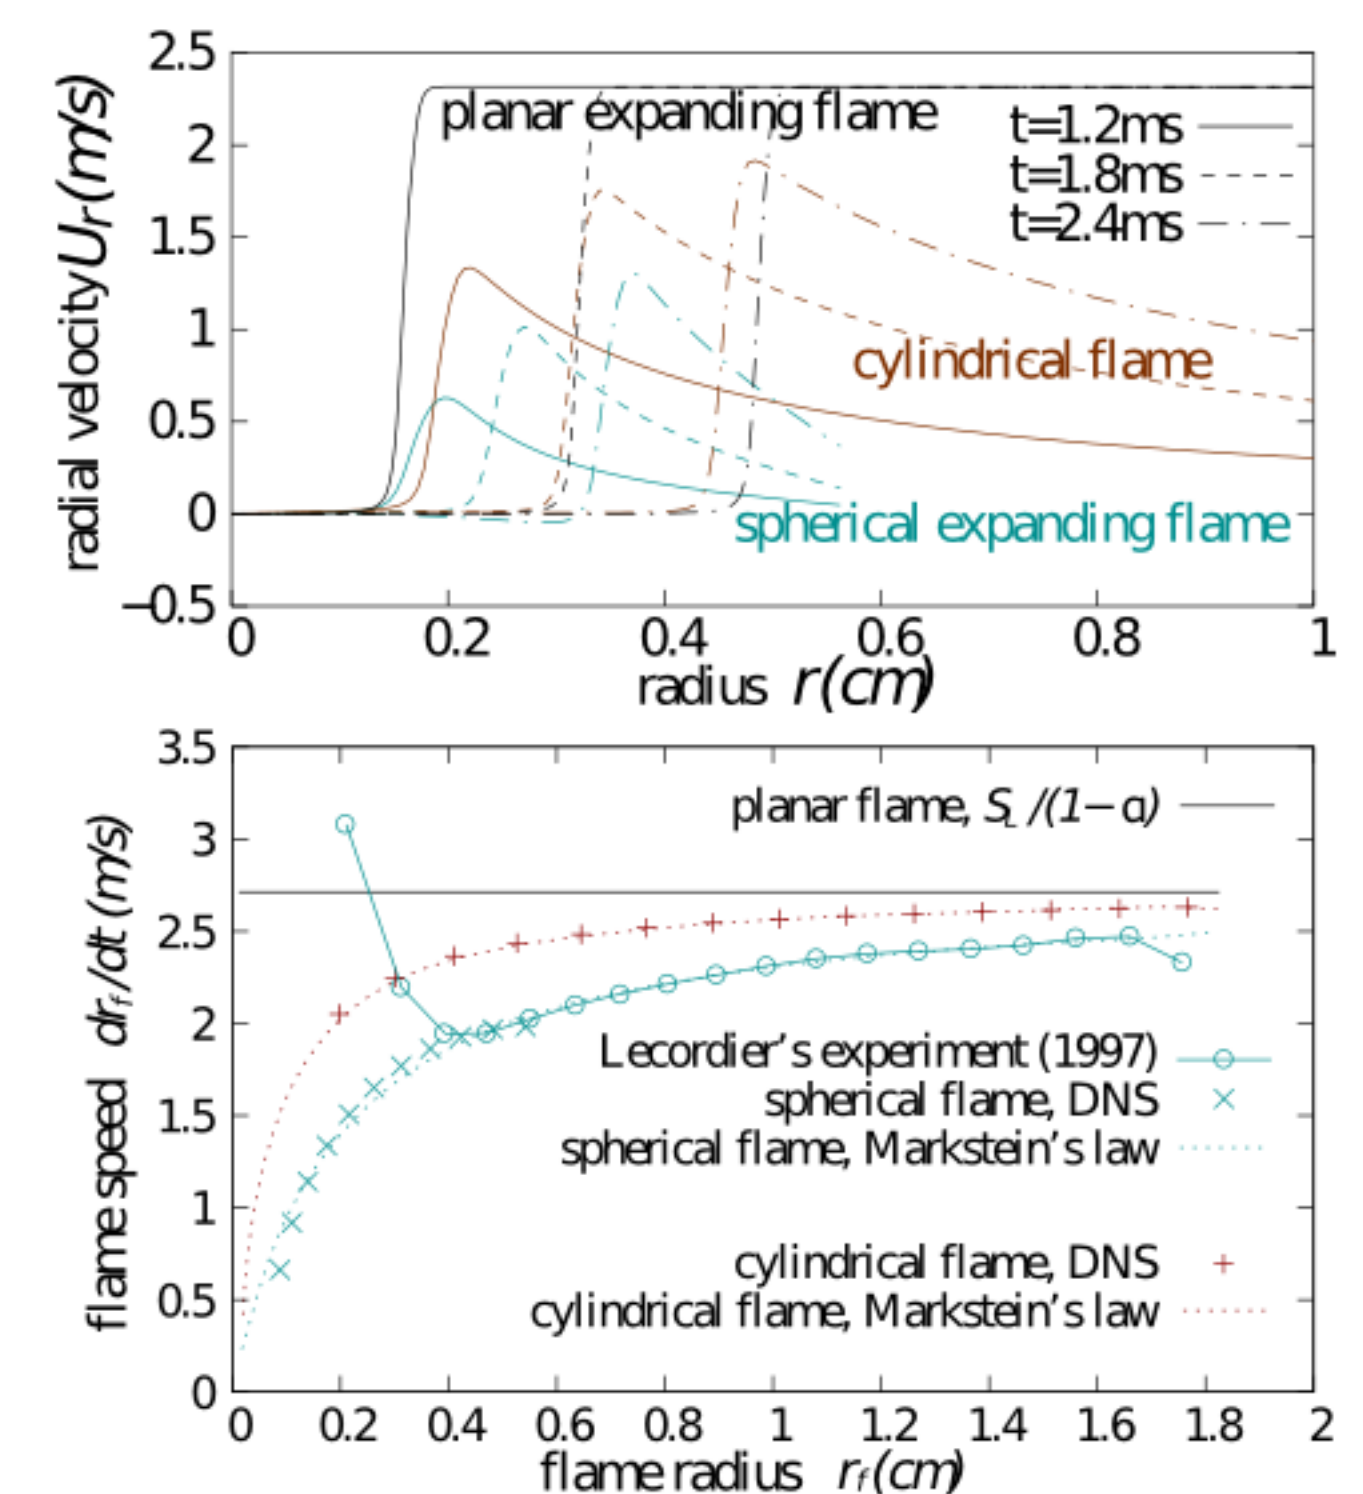 2.5
2
1.5
1
0.5
0
−0.5
radial velocity Ur(m/s)
planar expanding flame
t=1.2ms
t=1.8ms
t=2.4ms
cylindrical flame
spherical expanding flame
0 0.2 0.4 0.6 0.8 1
radius r(cm)
3.5
3
2.5
2
1.5
1
0.5
0
flame speed drf/dt (m/s)
planar flame, SL/(1−α)
Lecordier's experiment (1997)
spherical flame, DNS
spherical flame, Markstein's law
cylindrical flame, DNS
cylindrical flame, Markstein's law
0 0.2 0.4 0.6 0.8 1 1.2 1.4 1.6 1.8 2
flame radius rf(cm)